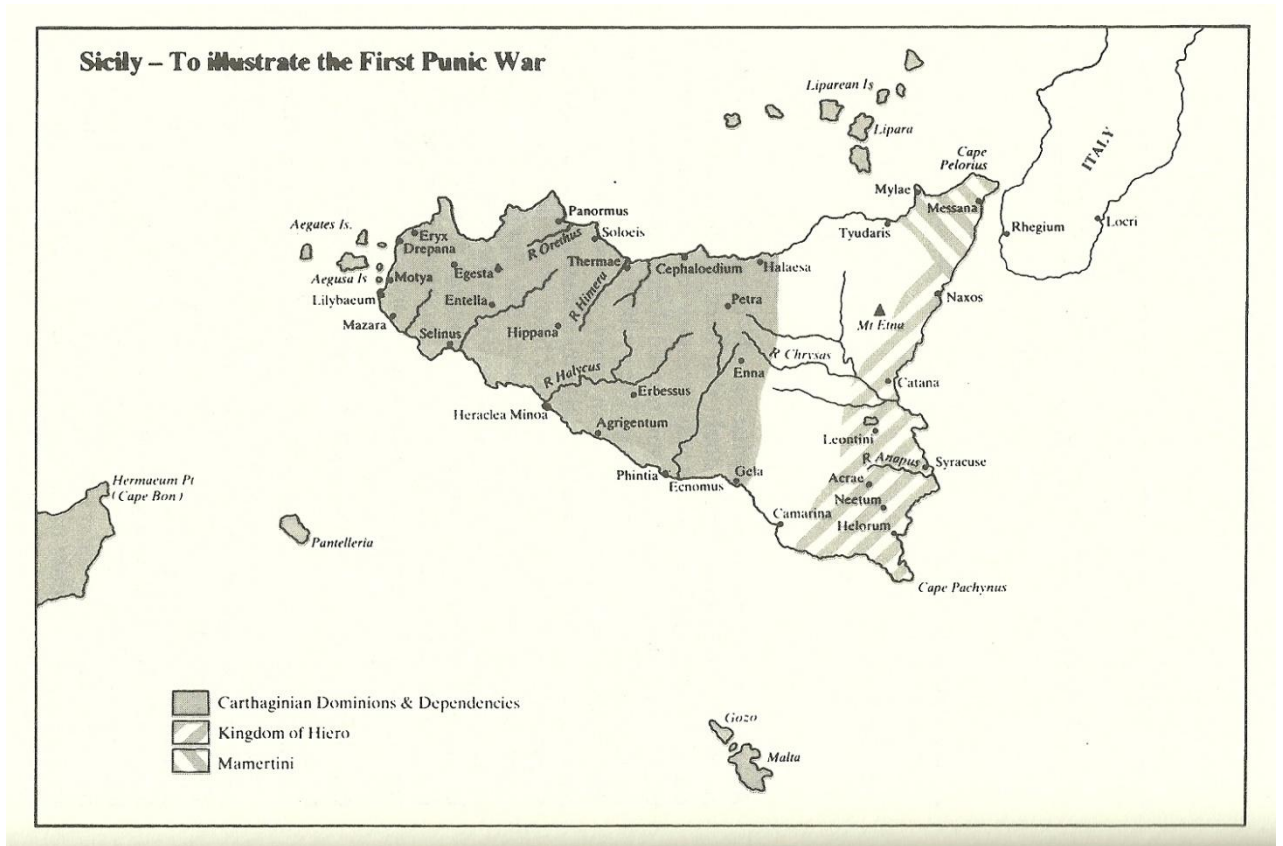 Sicily – To illustrate the First Punic War
Liparean Is
Lipara
Cape
Pelorius
ITALY
Mylae
Messana
Panormus
Tyudaris
Rhegium
Locri
Aegates Is.
Eryx
Drepana
R Orethus
Soloeis
Thermae
Cephaloedium
Halaesa
Egesta
Aegusa Is
Motya
Lilybaeum
Entella
R Himera
Petra
Naxos
Mt Etna
Mazara
Selinus
Hippana
R Chrysas
Enna
R Halycus
Erbessus
Catana
Heraclea Minoa
Agrigentum
Leontini
R Anapus
Syracuse
Phintia
Ecnomus
Gela
Acrae
Neetum
Camarina
Helorum
Hermaeum Pt
(Cape Bon)
Pantelleria
Cape Pachynus
Carthaginian Dominions & Dependencies
Kingdom of Hiero
Mamertini
Gozo
Malta